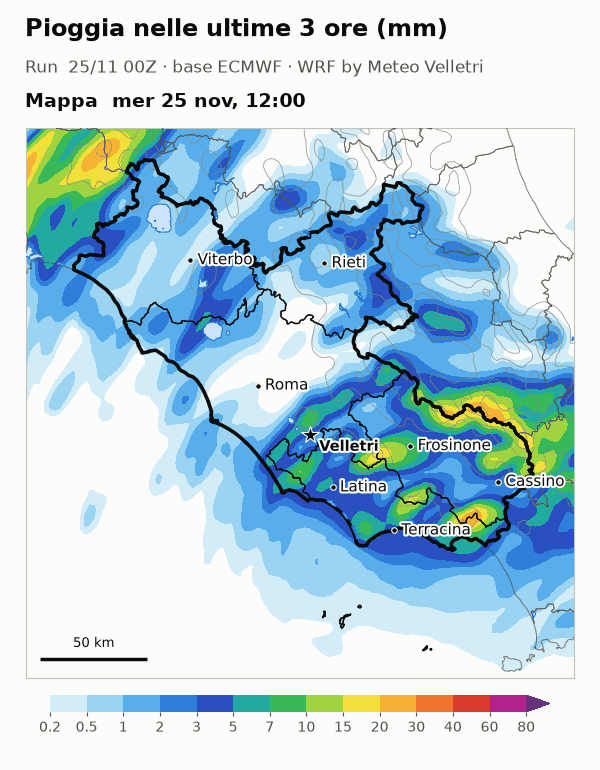 Pioggia nelle ultime 3 ore (mm)
Run 25/11 00Z · base ECMWF · WRF by Meteo Velletri
Mappa mer 25 nov, 12:00
Viterbo
Rieti
Roma
Velletri
Frosinone
Latina
Cassino
Terracina
50 km
0.2 0.5 1 2 3 5 7 10 15 20 30 40 60 80